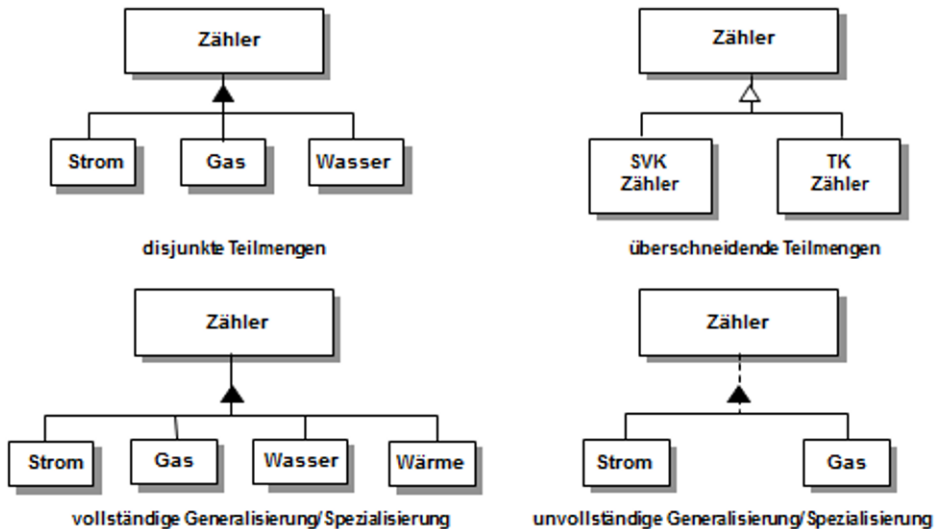 Zähler
Strom
Gas
Wasser
disjunkte Teilmengen
Zähler
SVK
Zähler
TK
Zähler
überschneidende Teilmengen
Zähler
Strom
Gas
Wasser
Wärme
vollständige Generalisierung/Spezialisierung
Zähler
Strom
Gas
unvollständige Generalisierung/Spezialisierung